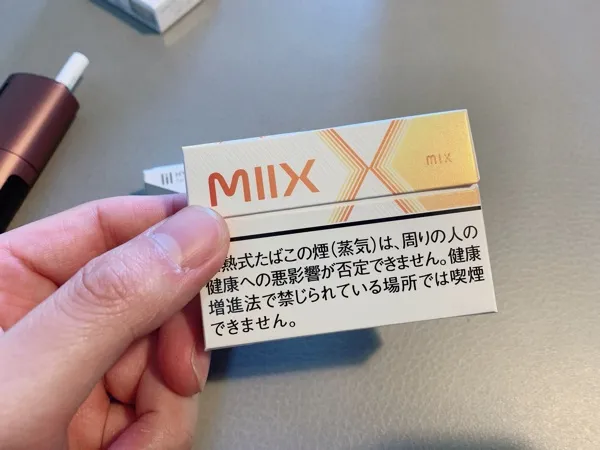 MIIX
MIX
熱式たばこの煙(蒸気)は、周りの人の
健康への悪影響が否定できません。健康
増進法で禁じられている場所では喫煙
できません。